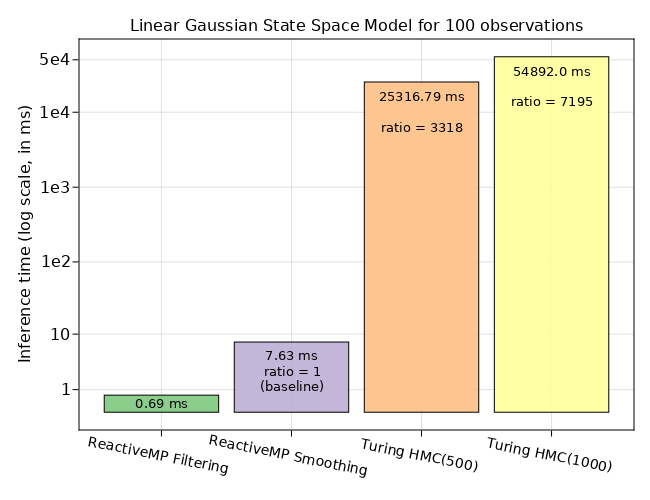 Linear Gaussian State Space Model for 100 observations
Inference time (log scale, in ms)
5e4
1e4
1e3
1e2
10
1
0.69 ms
7.63 ms
ratio = 1
(baseline)
25316.79 ms
ratio = 3318
54892.0 ms
ratio = 7195
ReactiveMP Filtering
ReactiveMP Smoothing
Turing HMC(500)
Turing HMC(1000)